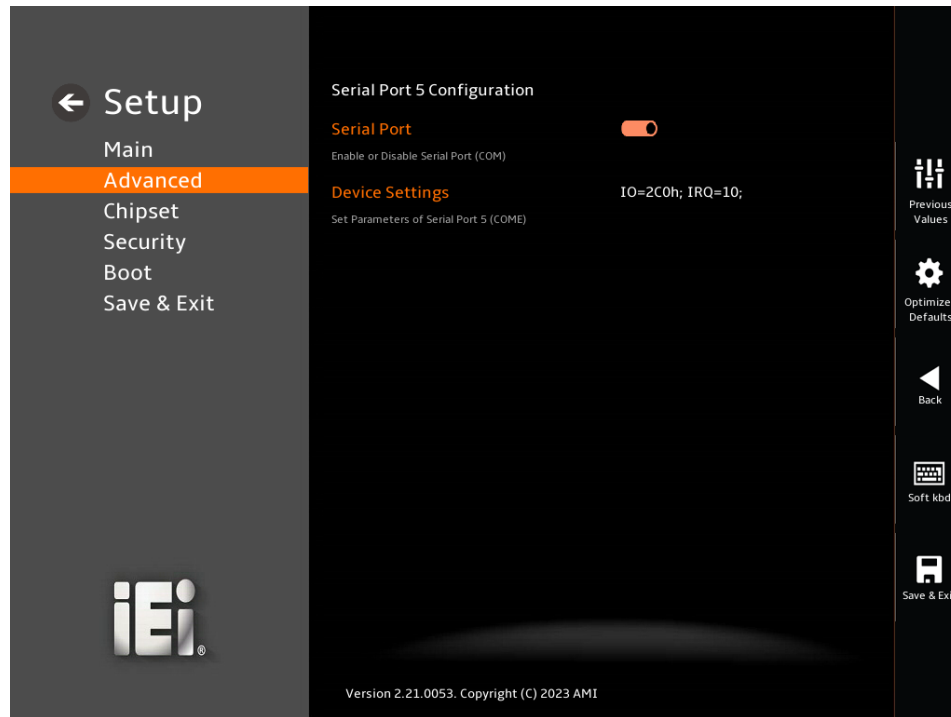 Setup
Main
Advanced
Chipset
Security
Boot
Save & Exit
iEi
®
Serial Port 5 Configuration
Serial Port
Enable or Disable Serial Port (COM)
Device Settings
IO=2C0h; IRQ=10;
Set Parameters of Serial Port 5 (COME)
Version 2.21.0053. Copyright (C) 2023 AMI
Previous
Values
Optimize
Defaults
Back
Soft kbd
Save & Exi